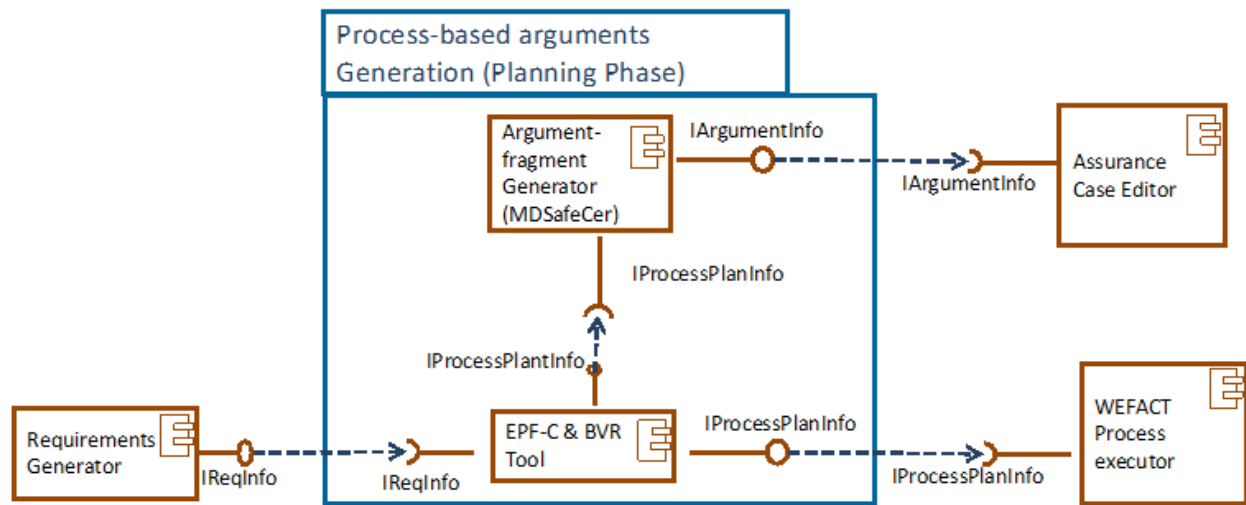 Process-based arguments
Generation (Planning Phase)
Argument-
fragment
Generator
(MDSafeCer)
IArgumentInfo
IArgumentInfo
Assurance
Case Editor
IProcessPlanInfo
IProcessPlantInfo
Requirements
Generator
IReqInfo
IReqInfo
EPF-C & BVR
Tool
IProcessPlanInfo
IProcessPlanInfo
WEFACT
Process
executor